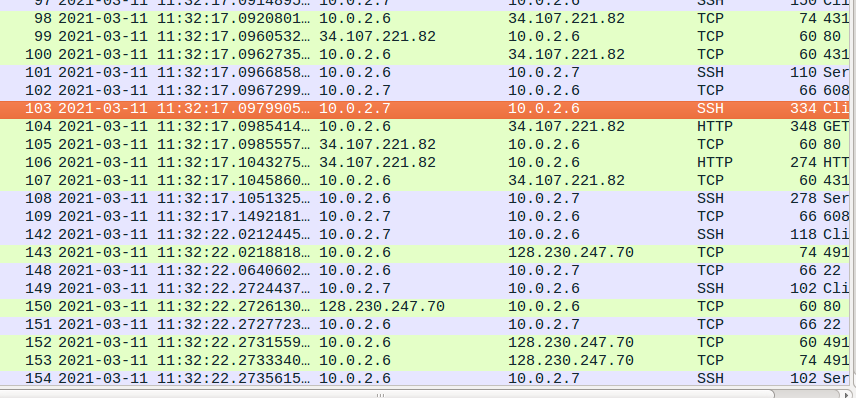 97 2021-03-11 11:32:17.0914895… 10.0.2.7 10.0.2.6 SSH 150 Cli
98 2021-03-11 11:32:17.0920801… 10.0.2.6 34.107.221.82 TCP 74 431
99 2021-03-11 11:32:17.0960532… 34.107.221.82 10.0.2.6 TCP 60 80
100 2021-03-11 11:32:17.0962735… 10.0.2.6 34.107.221.82 TCP 60 431
101 2021-03-11 11:32:17.0966858… 10.0.2.6 10.0.2.7 SSH 110 Ser
102 2021-03-11 11:32:17.0967299… 10.0.2.7 10.0.2.6 TCP 66 608
103 2021-03-11 11:32:17.0979905… 10.0.2.7 10.0.2.6 SSH 334 Cli
104 2021-03-11 11:32:17.0985414… 10.0.2.6 34.107.221.82 HTTP 348 GET
105 2021-03-11 11:32:17.0985557… 34.107.221.82 10.0.2.6 TCP 60 80
106 2021-03-11 11:32:17.1043275… 34.107.221.82 10.0.2.6 HTTP 274 HTT
107 2021-03-11 11:32:17.1045860… 10.0.2.6 34.107.221.82 TCP 60 431
108 2021-03-11 11:32:17.1051325… 10.0.2.6 10.0.2.7 SSH 278 Ser
109 2021-03-11 11:32:17.1492181… 10.0.2.7 10.0.2.6 TCP 66 608
142 2021-03-11 11:32:22.0212445… 10.0.2.7 10.0.2.6 SSH 118 Cli
143 2021-03-11 11:32:22.0218818… 10.0.2.6 128.230.247.70 TCP 74 491
148 2021-03-11 11:32:22.0640602… 10.0.2.6 10.0.2.7 TCP 66 22
149 2021-03-11 11:32:22.2724437… 10.0.2.7 10.0.2.6 SSH 102 Cli
150 2021-03-11 11:32:22.2726130… 128.230.247.70 10.0.2.6 TCP 60 80
151 2021-03-11 11:32:22.2727723… 10.0.2.6 10.0.2.7 TCP 66 22
152 2021-03-11 11:32:22.2731559… 10.0.2.6 128.230.247.70 TCP 60 491
153 2021-03-11 11:32:22.2733340… 10.0.2.6 128.230.247.70 TCP 74 491
154 2021-03-11 11:32:22.2735615… 10.0.2.6 10.0.2.7 SSH 102 Ser